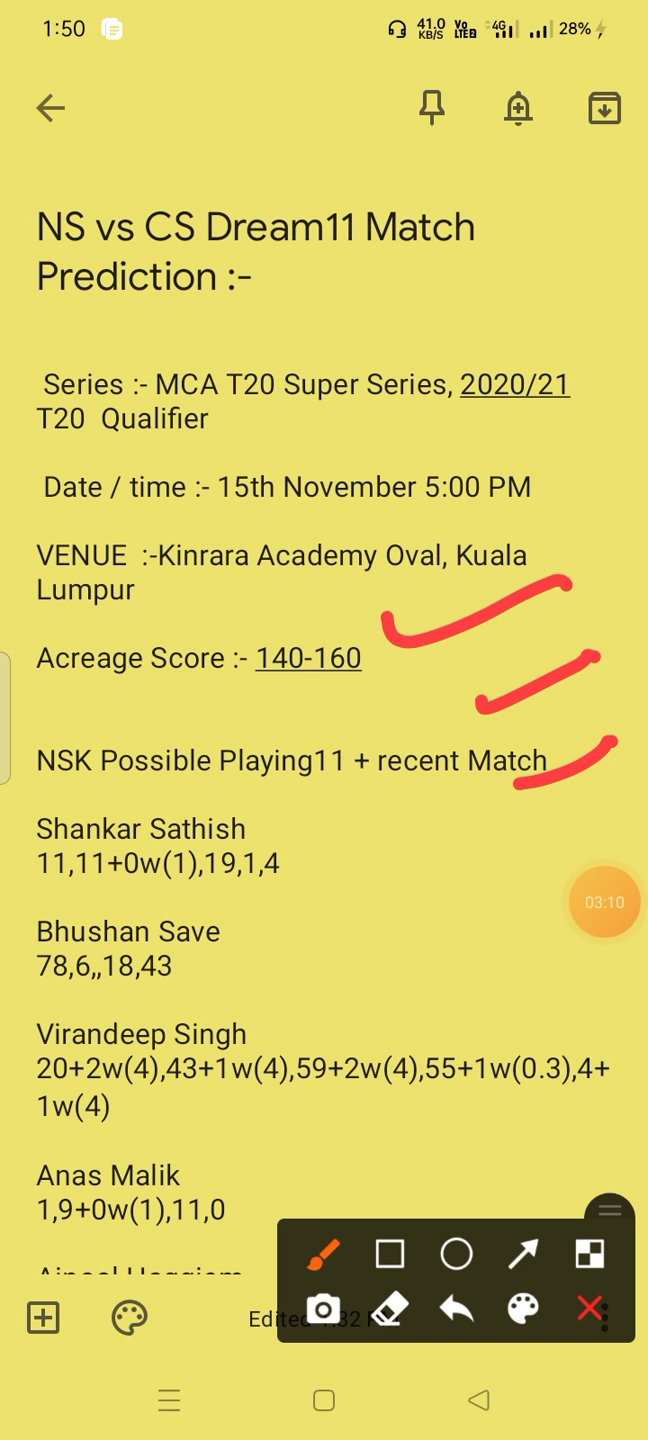 1:50
41.0 KB/S
Vo LTE2
4G
28%
NS vs CS Dream11 Match
Prediction :-
Series :- MCA T20 Super Series, 2020/21
T20 Qualifier
Date / time :- 15th November 5:00 PM
VENUE :-Kinrara Academy Oval, Kuala
Lumpur
Acreage Score :- 140-160
NSK Possible Playing11 + recent Match
Shankar Sathish
11,11+0w(1),19,1,4
03:10
Bhushan Save
78,6,,18,43
Virandeep Singh
20+2w(4),43+1w(4),59+2w(4),55+1w(0.3),4+
1w(4)
Anas Malik
1,9+0w(1),11,0